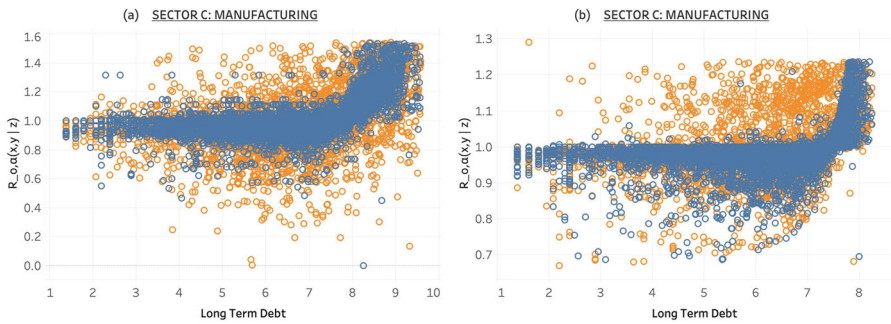 (a) SECTOR C: MANUFACTURING
1.6
1.4
1.2
1.0
0.8
0.6
0.4
0.2
0.0
R_o,α(x,y | z)
1 2 3 4 5 6 7 8 9 10
Long Term Debt
(b) SECTOR C: MANUFACTURING
1.3
1.2
1.1
1.0
0.9
0.8
0.7
R_o,α(x,y | z)
1 2 3 4 5 6 7 8
Long Term Debt